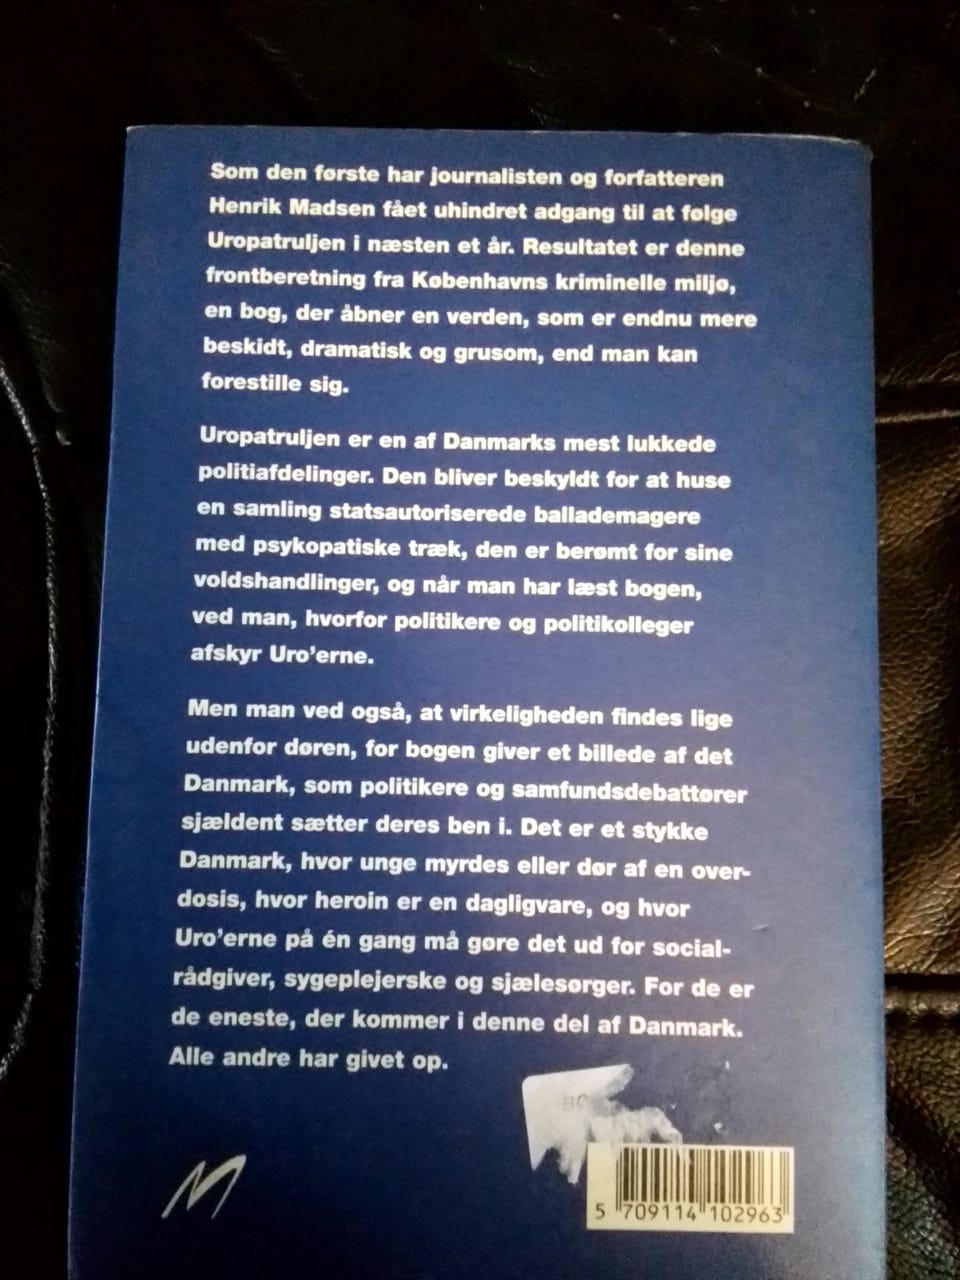 Som den første har journalisten og forfatteren
Henrik Madsen fået uhindret adgang til at følge
Uropatruljen i næsten et år. Resultatet er denne
frontberetning fra Københavns kriminelle miljø,
en bog, der åbner en verden, som er endnu mere
beskidt, dramatisk og grusom, end man kan
forestille sig.
Uropatruljen er en af Danmarks mest lukkede
politiafdelinger. Den bliver beskyldt for at huse
en samling statsautoriserede ballademagere
med psykopatiske træk, den er berømt for sine
voldshandlinger, og når man har læst bogen,
ved man, hvorfor politikere og politikolleger
afskyr Uro'erne.
Men man ved også, at virkeligheden findes lige
udenfor døren, for bogen giver et billede af det
Danmark, som politikere og samfundsdebattører
sjældent sætter deres ben i. Det er et stykke
Danmark, hvor unge myrdes eller dør af en over-
dosis, hvor heroin er en dagligvare, og hvor
Uro'erne på én gang må gøre det ud for social-
rådgiver, sygeplejerske og sjælesørger. For de er
de eneste, der kommer i denne del af Danmark.
Alle andre har givet op.
M
5 709114 102963